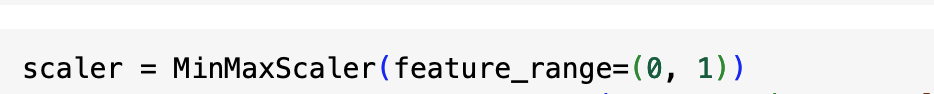 scaler = MinMaxScaler(feature_range=(0, 1))